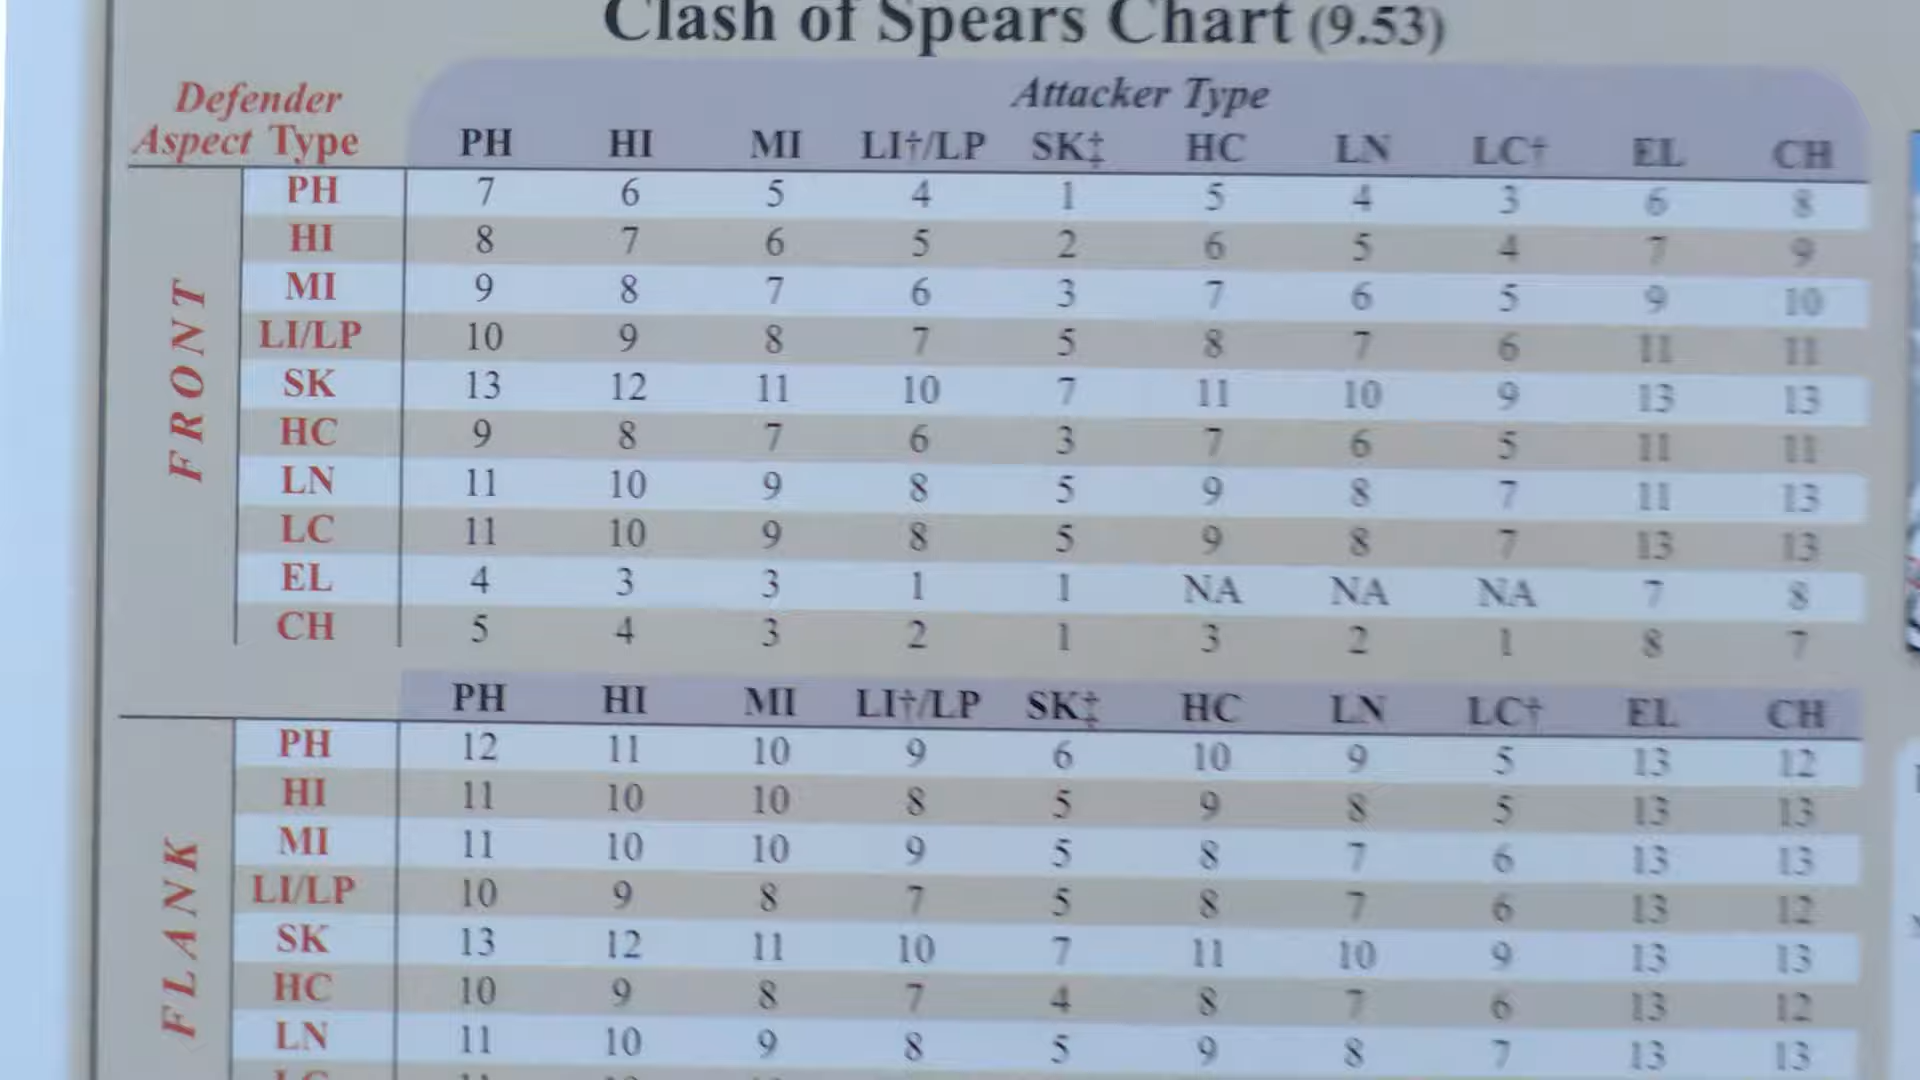 Clash of Spears Chart (9.53)
Defender
Attacker Type
Aspect Type PH HI MI LI†/LP SK‡ HC LN LC† EL CH
FRONT
PH 7 6 5 4 1 5 4 3 6 8
HI 8 7 6 5 2 6 5 4 7 9
MI 9 8 7 6 3 7 6 5 9 10
LI/LP 10 9 8 7 5 8 7 6 11 11
SK 13 12 11 10 7 11 10 9 13 13
HC 9 8 7 6 3 7 6 5 11 11
LN 11 10 9 8 5 9 8 7 11 13
LC 11 10 9 8 5 9 8 7 13 13
EL 4 3 3 1 1 NA NA NA 7 8
CH 5 4 3 2 1 3 2 1 8 7
PH HI MI LI†/LP SK‡ HC LN LC† EL CH
FLANK
PH 12 11 10 9 6 10 9 5 13 12
HI 11 10 10 8 5 9 8 5 13 13
MI 11 10 10 9 5 8 7 6 13 13
LI/LP 10 9 8 7 5 8 7 6 13 12
SK 13 12 11 10 7 11 10 9 13 13
HC 10 9 8 7 4 8 7 6 13 12
LN 11 10 9 8 5 9 8 7 13 13